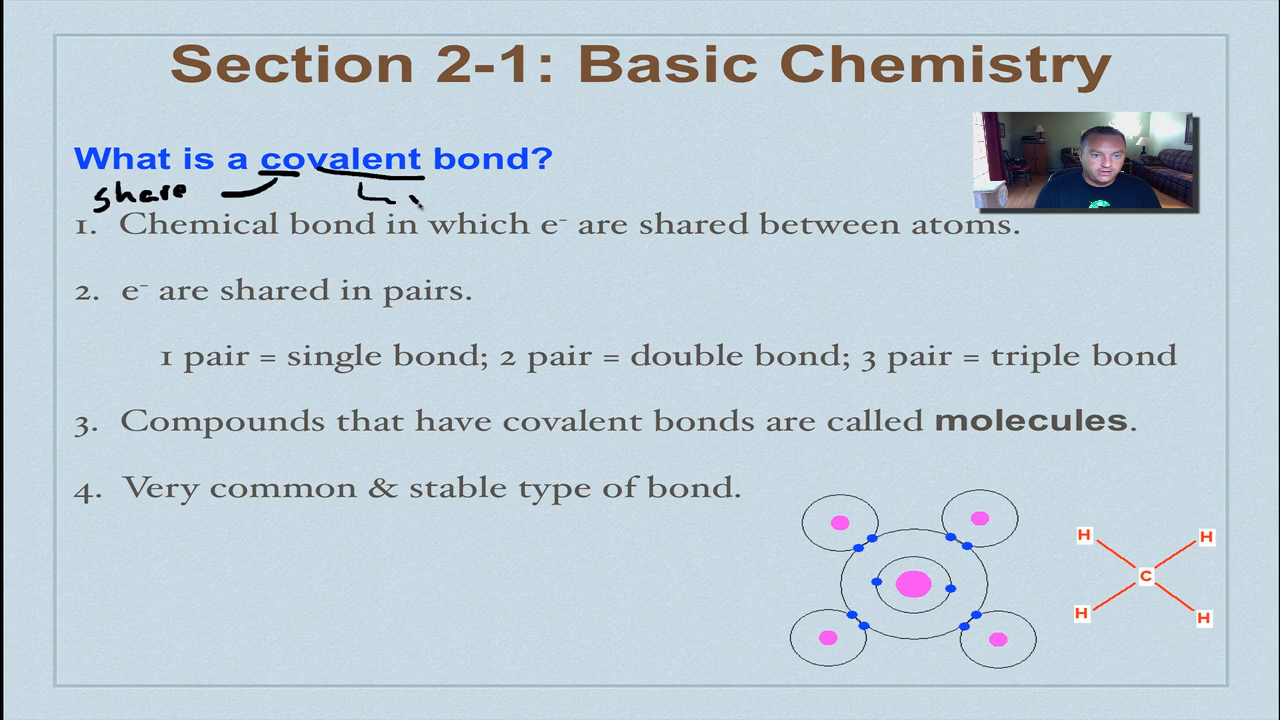 Section 2-1: Basic Chemistry
What is a covalent bond?
share
1. Chemical bond in which e⁻ are shared between atoms.
2. e⁻ are shared in pairs.
1 pair = single bond; 2 pair = double bond; 3 pair = triple bond
3. Compounds that have covalent bonds are called molecules.
4. Very common & stable type of bond.
H H
C
H H